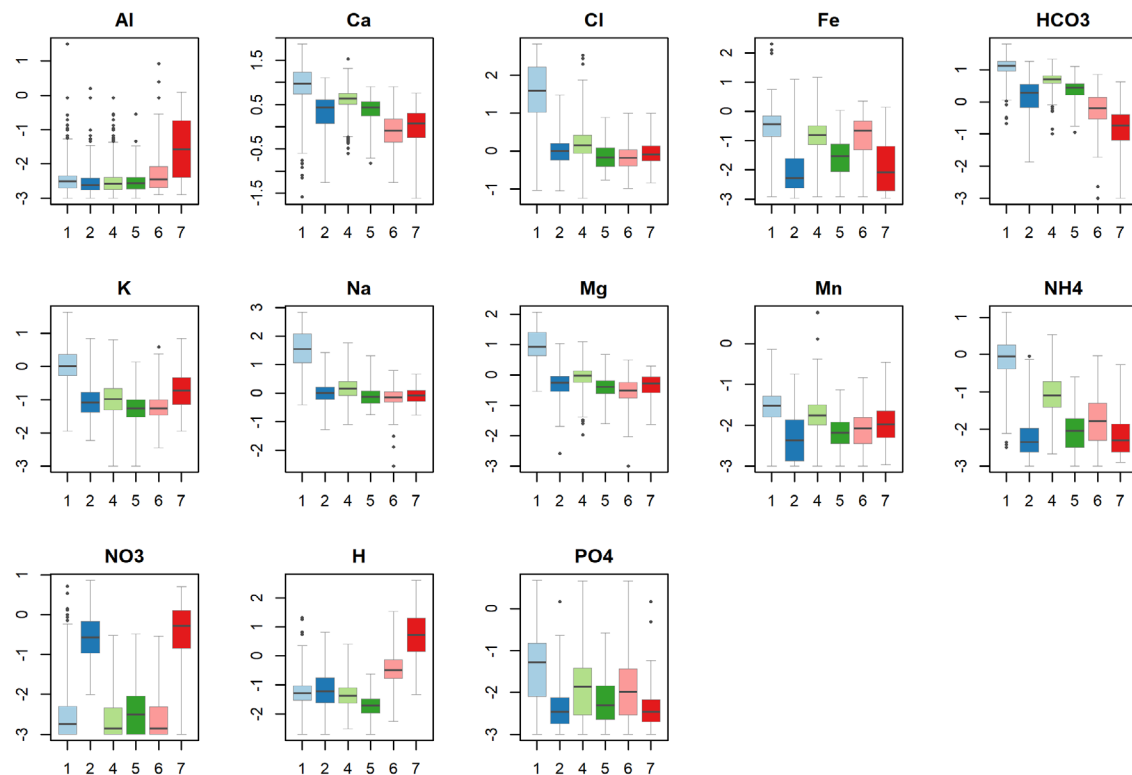 Al Ca Cl Fe HCO3
1 0 -1 -2 -3
1.5 0.5 -0.5 -1.5
2 1 0 -1
2 1 0 -1 -2 -3
1 0 -1 -2 -3
1 2 4 5 6 7 1 2 4 5 6 7 1 2 4 5 6 7 1 2 4 5 6 7 1 2 4 5 6 7
K Na Mg Mn NH4
1 0 -1 -2 -3
3 2 1 0 -1 -2
2 1 0 -1 -2 -3
0 -1 -2 -3
1 0 -1 -2 -3
1 2 4 5 6 7 1 2 4 5 6 7 1 2 4 5 6 7 1 2 4 5 6 7 1 2 4 5 6 7
NO3 H PO4
1 0 -1 -2 -3
2 1 0 -1 -2
0 -1 -2 -3
1 2 4 5 6 7 1 2 4 5 6 7 1 2 4 5 6 7